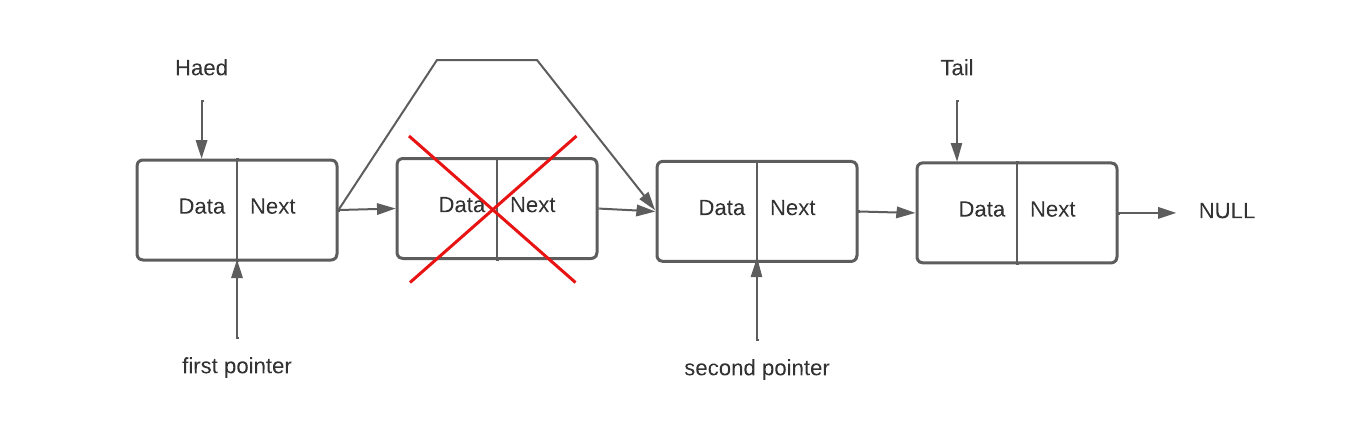 Haed
Tail
Data Next
Data Next
Data Next
Data Next
NULL
first pointer
second pointer